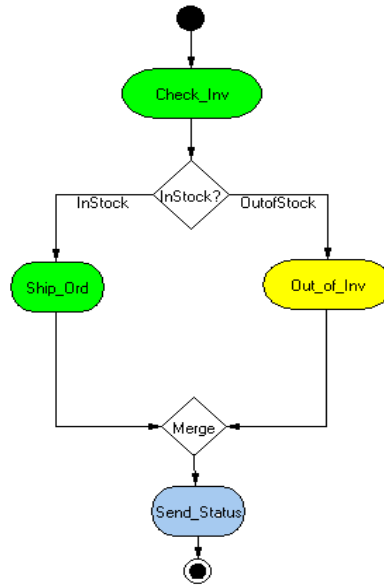 Check_Inv
InStock
InStock?
OutofStock
Ship_Ord
Out_of_Inv
Merge
Send_Status